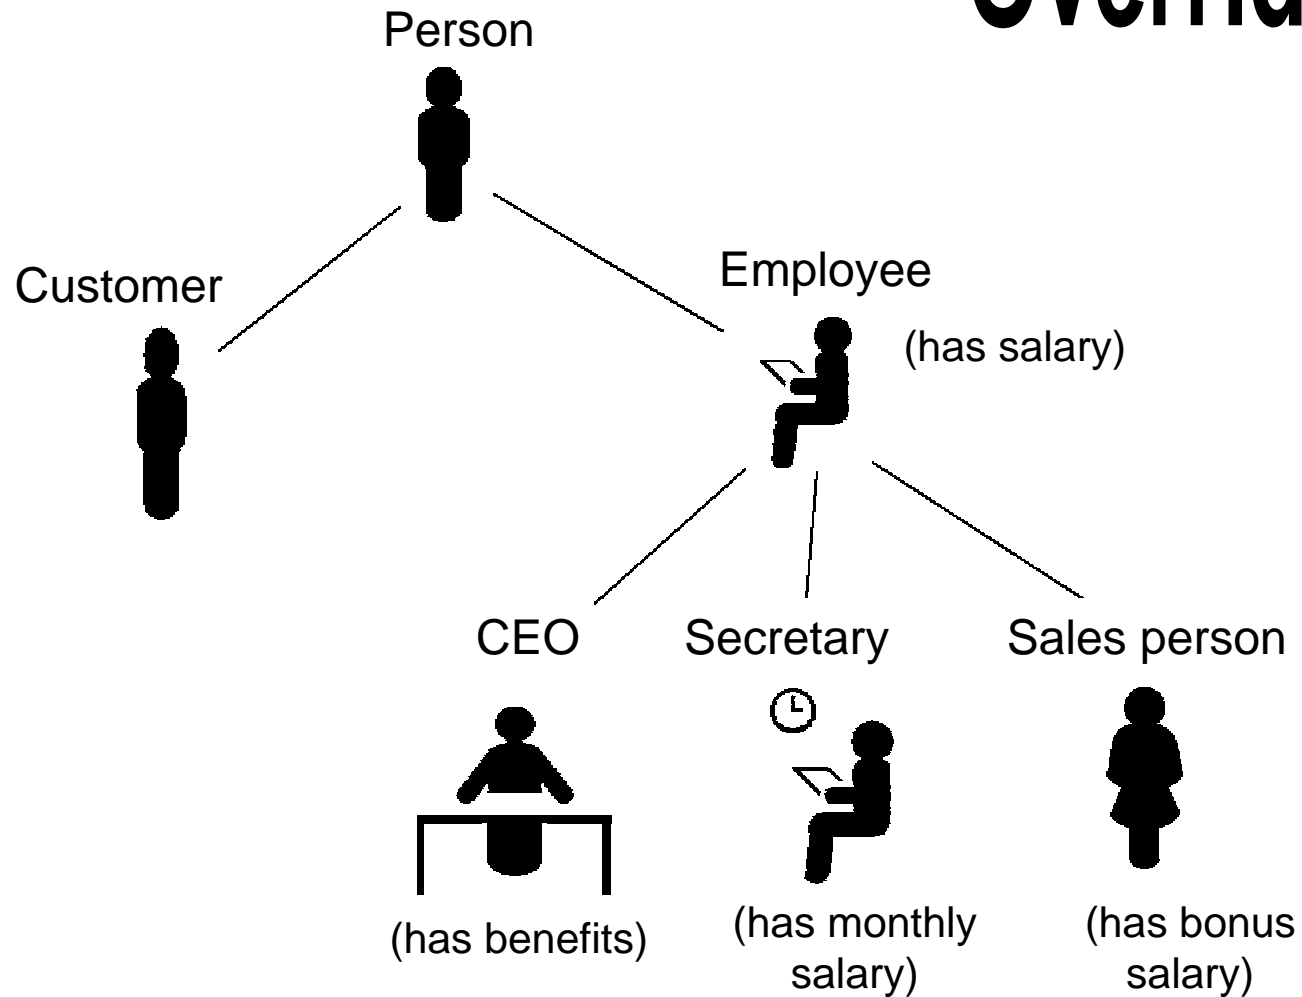 Person
Customer
Employee
(has salary)
CEO
Secretary
Sales person
(has benefits)
(has monthly
salary)
(has bonus
salary)